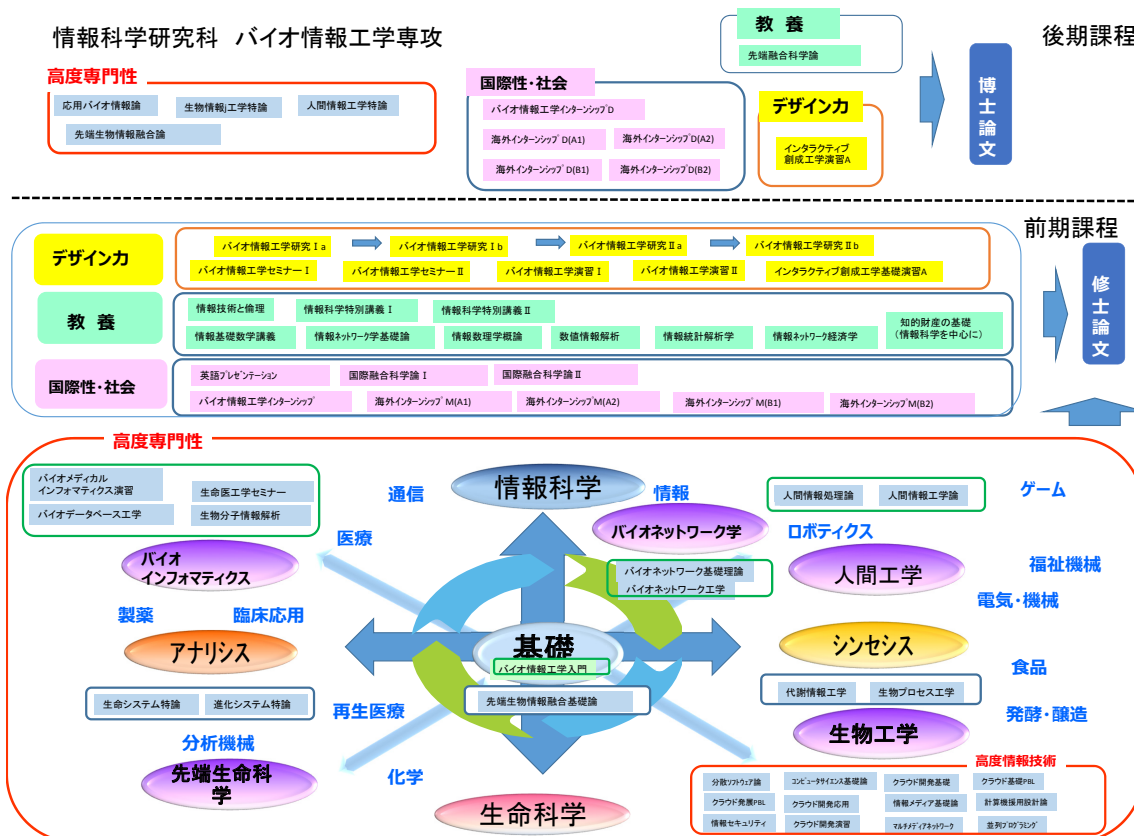 情報科学研究科 バイオ情報工学専攻
後期課程
教 養
先端融合科学論
高度専門性
応用バイオ情報論
生物情報j工学特論
人間情報工学特論
先端生物情報融合論
国際性・社会
バイオ情報工学インターンシップD
海外インターンシップD(A1)
海外インターンシップD(A2)
海外インターンシップD(B1)
海外インターンシップD(B2)
デザイン力
インタラクティブ
創成工学演習A
博士論文
前期課程
デザイン力
バイオ情報工学研究Ⅰa
バイオ情報工学研究Ⅰb
バイオ情報工学研究Ⅱa
バイオ情報工学研究Ⅱb
バイオ情報工学セミナーⅠ
バイオ情報工学セミナーⅡ
バイオ情報工学演習Ⅰ
バイオ情報工学演習Ⅱ
インタラクティブ創成工学基礎演習A
教 養
情報技術と倫理
情報科学特別講義Ⅰ
情報科学特別講義Ⅱ
情報基礎数学講義
情報ネットワーク学基礎論
情報数理学概論
数値情報解析
情報統計解析学
情報ネットワーク経済学
知的財産の基礎
(情報科学を中心に)
国際性・社会
英語プレゼンテーション
国際融合科学論Ⅰ
国際融合科学論Ⅱ
バイオ情報工学インターンシップ
海外インターンシップM(A1)
海外インターンシップM(A2)
海外インターンシップM(B1)
海外インターンシップM(B2)
修士論文
高度専門性
バイオメディカル
インフォマティクス演習
生命医工学セミナー
バイオデータベース工学
生物分子情報解析
通信
情報科学
情報
人間情報処理論
人間情報工学論
ゲーム
医療
バイオネットワーク学
ロボティクス
バイオ
インフォマティクス
バイオネットワーク基礎理論
バイオネットワーク工学
人間工学
福祉機械
電気・機械
製薬
臨床応用
アナリシス
基礎
バイオ情報工学入門
シンセシス
食品
生命システム特論
進化システム特論
再生医療
先端生物情報融合基礎論
代謝情報工学
生物プロセス工学
発酵・醸造
分析機械
生物工学
先端生命科
学
化学
生命科学
高度情報技術
分散ソフトウェア論
コンピュータサイエンス基礎論
クラウド開発基礎
クラウド基礎PBL
クラウド発展PBL
クラウド開発応用
情報メディア基礎論
計算機援用設計論
情報セキュリティ
クラウド開発演習
マルチメディアネットワーク
並列プログラミング